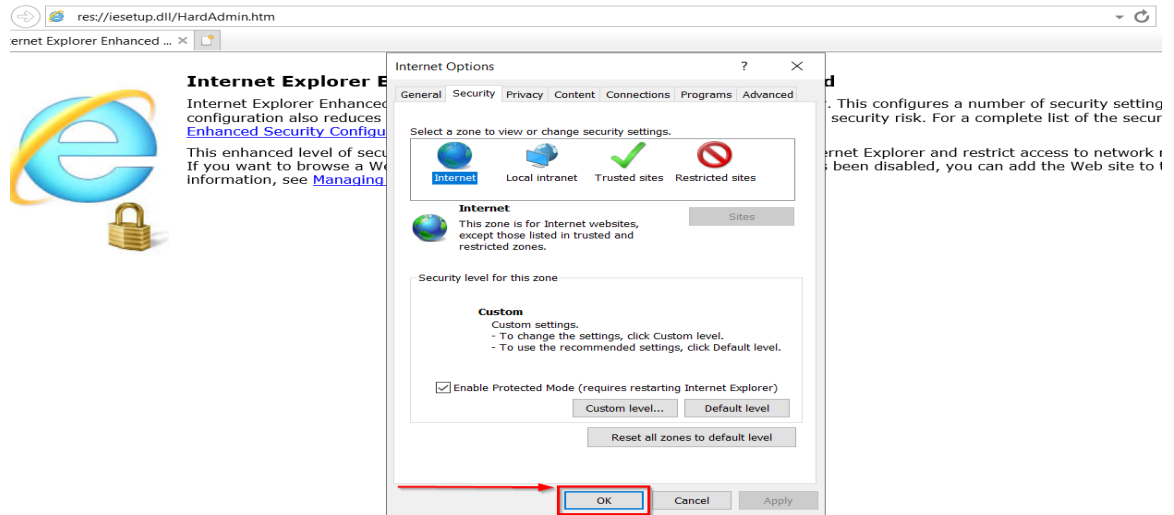 res://iesetup.dll/HardAdmin.htm
ernet Explorer Enhanced ...
Internet Explorer E
d
Internet Explorer Enhanced
. This configures a number of security setting
configuration also reduces
security risk. For a complete list of the secur
Enhanced Security Configu
This enhanced level of secu
ernet Explorer and restrict access to network r
If you want to browse a We
been disabled, you can add the Web site to t
information, see Managing
Internet Options
General Security Privacy Content Connections Programs Advanced
Select a zone to view or change security settings.
Internet Local intranet Trusted sites Restricted sites
Internet
Sites
This zone is for Internet websites,
except those listed in trusted and
restricted zones.
Security level for this zone
Custom
Custom settings.
- To change the settings, click Custom level.
- To use the recommended settings, click Default level.
Enable Protected Mode (requires restarting Internet Explorer)
Custom level... Default level
Reset all zones to default level
OK Cancel Apply